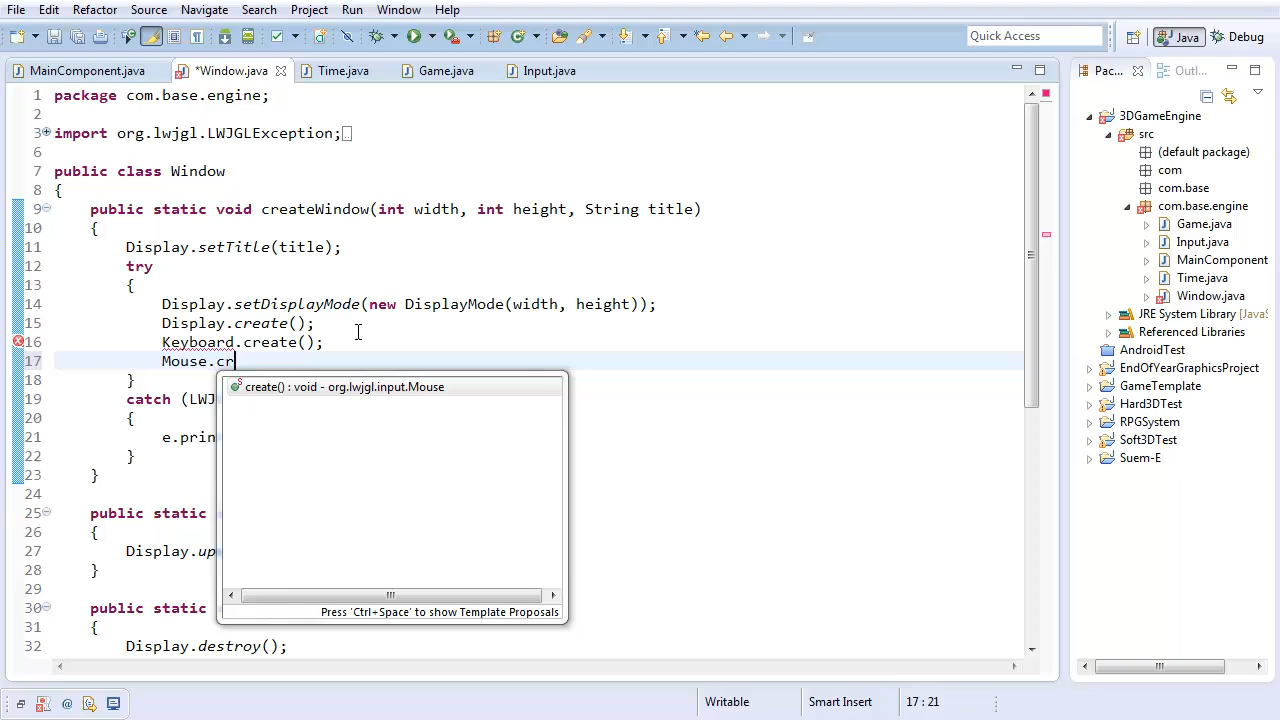 File Edit Refactor Source Navigate Search Project Run Window Help
Quick Access Java Debug
MainComponent.java *Window.java Time.java Game.java Input.java Pac... Outl...
1 package com.base.engine;
2
3 import org.lwjgl.LWJGLException;
6
7 public class Window
8 {
9 public static void createWindow(int width, int height, String title)
10 {
11 Display.setTitle(title);
12 try
13 {
14 Display.setDisplayMode(new DisplayMode(width, height));
15 Display.create();
16 Keyboard.create();
17 Mouse.cr
18 }
19 catch (LWJ
20 {
21 e.prin
22 }
23 }
24
25 public static
26 {
27 Display.up
28 }
29
30 public static
31 {
32 Display.destroy();
create() : void - org.lwjgl.input.Mouse
Press 'Ctrl+Space' to show Template Proposals
3DGameEngine
src
(default package)
com
com.base
com.base.engine
Game.java
Input.java
MainComponent
Time.java
Window.java
JRE System Library [JavaS
Referenced Libraries
AndroidTest
EndOfYearGraphicsProject
GameTemplate
Hard3DTest
RPGSystem
Soft3DTest
Suem-E
Writable Smart Insert 17 : 21